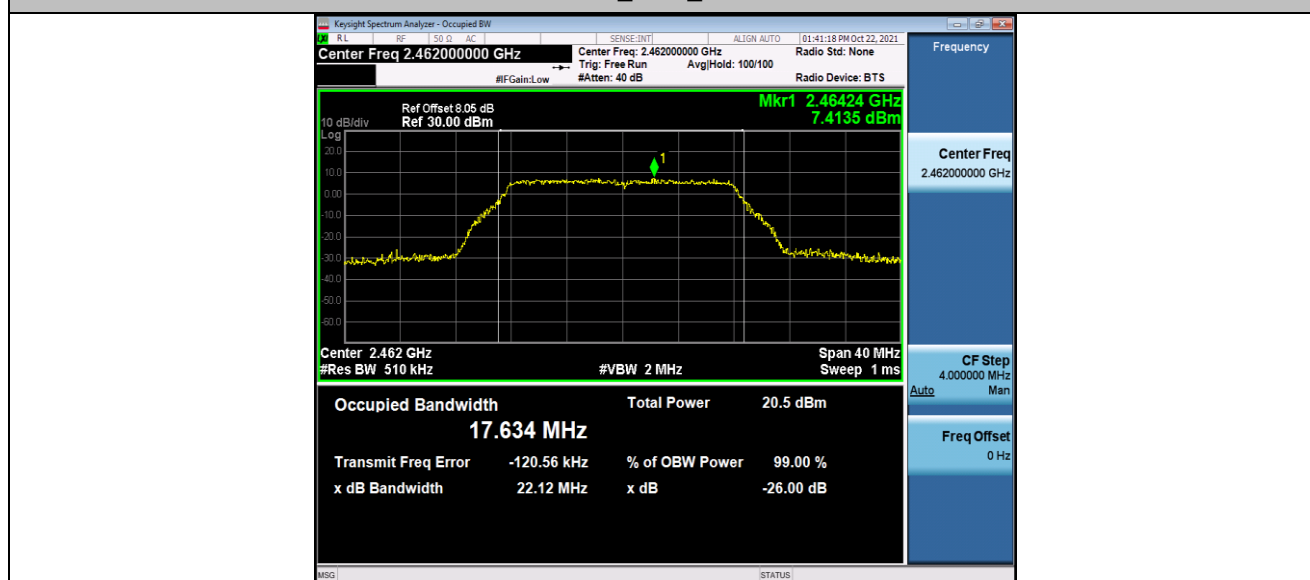 Keysight Spectrum Analyzer - Occupied BW
RL RF 50 Ω AC SENSE:INT ALIGN AUTO 01:41:18 PM Oct 22, 2021
Center Freq 2.462000000 GHz
Center Freq: 2.462000000 GHz Radio Std: None
Trig: Free Run Avg|Hold: 100/100
#IFGain:Low #Atten: 40 dB Radio Device: BTS
Frequency
Mkr1 2.46424 GHz
7.4135 dBm
Ref Offset 8.05 dB
10 dB/div Ref 30.00 dBm
Log
20.0
10.0
0.00
-10.0
-20.0
-30.0
-40.0
-50.0
-60.0
1
Center 2.462 GHz Span 40 MHz
#Res BW 510 kHz #VBW 2 MHz Sweep 1 ms
Occupied Bandwidth Total Power 20.5 dBm
17.634 MHz
Transmit Freq Error -120.56 kHz % of OBW Power 99.00 %
x dB Bandwidth 22.12 MHz x dB -26.00 dB
Center Freq
2.462000000 GHz
CF Step
4.000000 MHz
Auto Man
Freq Offset
0 Hz
MSG STATUS